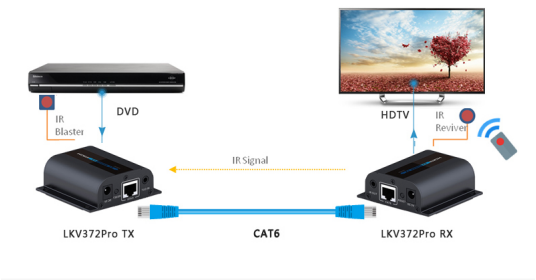 DVD
IR
Blaster
HDTV
IR
Reviver
IR Signal
LKV372Pro TX
CAT6
LKV372Pro RX